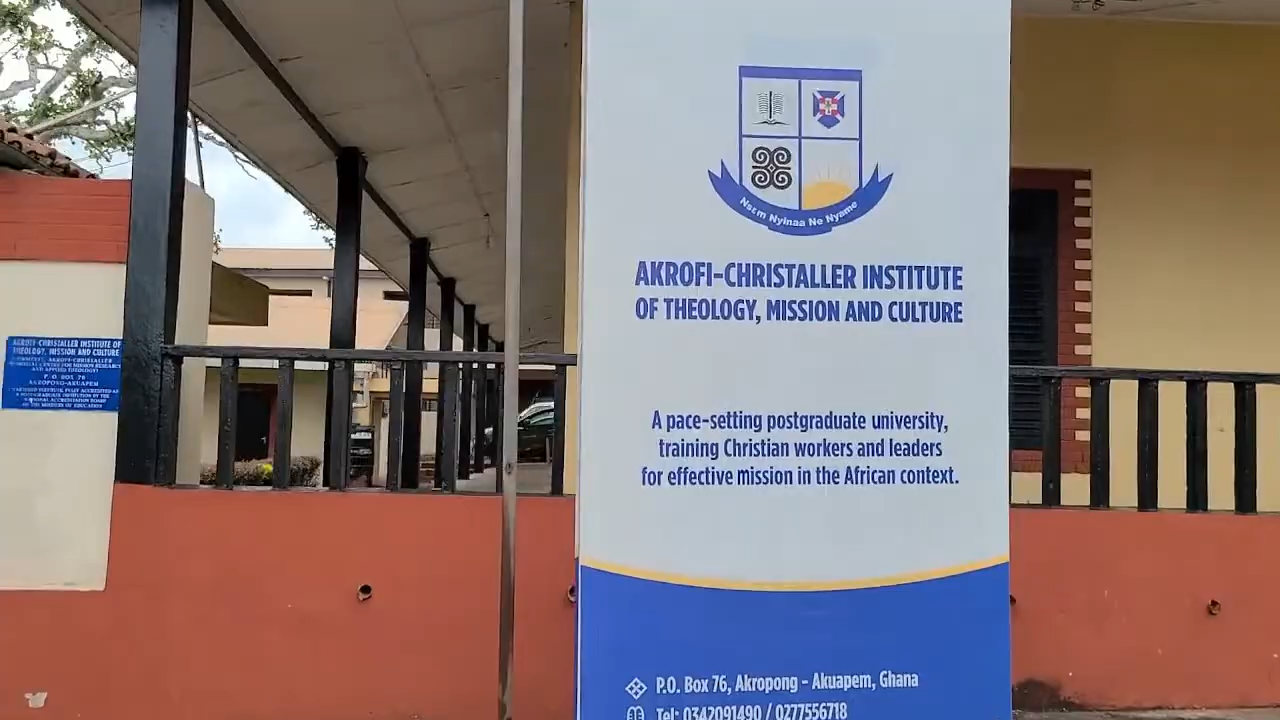 Nsɛm Nyinaa Ne Nyame
AKROFI-CHRISTALLER INSTITUTE
OF THEOLOGY, MISSION AND CULTURE
A pace-setting postgraduate university,
training Christian workers and leaders
for effective mission in the African context.
P.O. Box 76, Akropong - Akuapem, Ghana
Tel: 0342091490 / 0277556718
AKROFI-CHRISTALLER INSTITUTE OF
THEOLOGY, MISSION AND CULTURE
P. O. BOX 76
AKROPONG-AKUAPEM